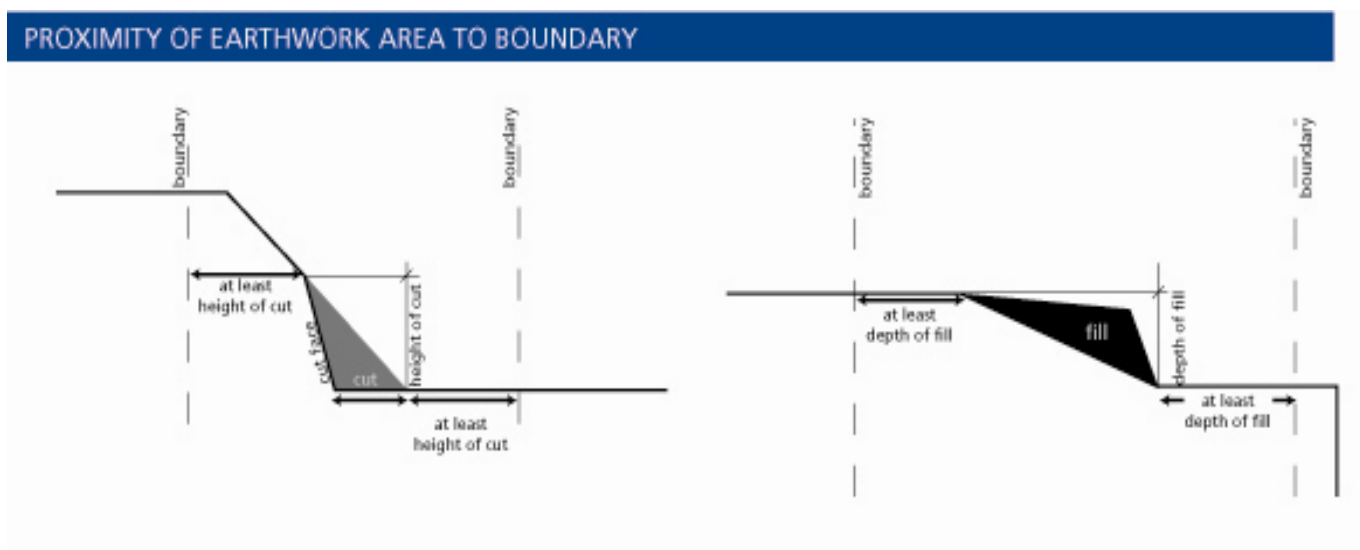 PROXIMITY OF EARTHWORK AREA TO BOUNDARY
boundary
boundary
at least
height of cut
cut face
cut
height of cut
at least
height of cut
boundary
boundary
at least
depth of fill
fill
depth of fill
at least
depth of fill